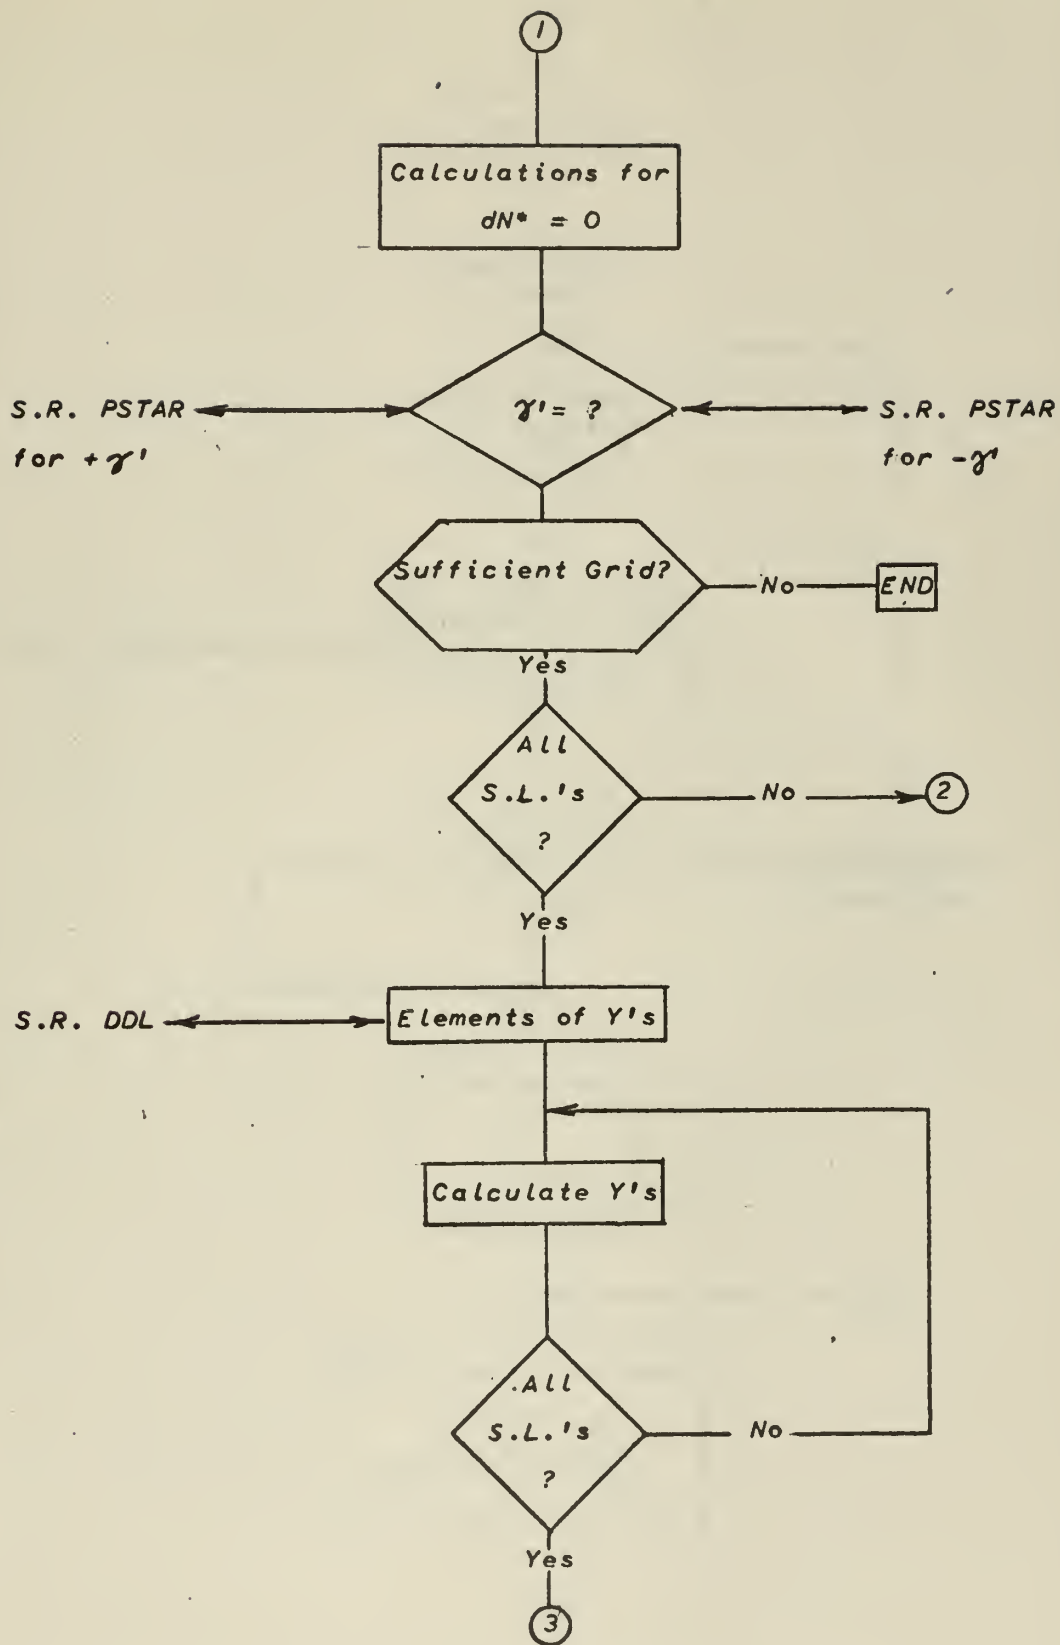 1
Calculations for
dN* = 0
S.R. PSTAR
for +γ'
γ' = ?
S.R. PSTAR
for -γ'
Sufficient Grid?
No
END
Yes
All
S.L.'s
?
No
2
Yes
S.R. DDL
Elements of Y's
Calculate Y's
All
S.L.'s
?
No
Yes
3